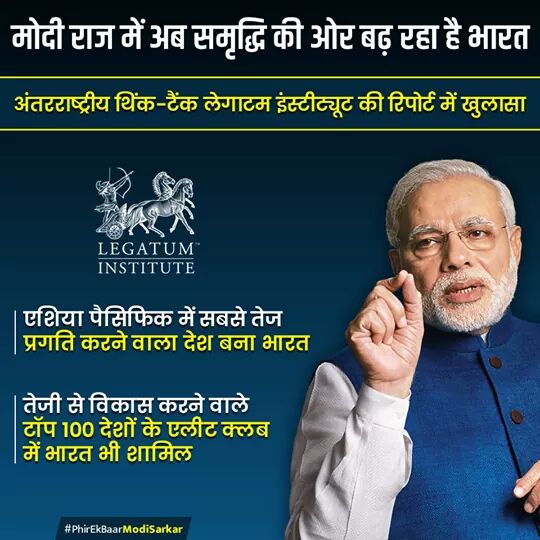 मोदी राज में अब समृद्धि की ओर बढ़ रहा है भारत
अंतरराष्ट्रीय थिंक-टैंक लेगाटम इंस्टीट्यूट की रिपोर्ट में खुलासा
LEGATUM™
INSTITUTE
एशिया पैसिफिक में सबसे तेज
प्रगति करने वाला देश बना भारत
तेजी से विकास करने वाले
टॉप 100 देशों के एलीट क्लब
में भारत भी शामिल
#PhirEkBaarModiSarkar